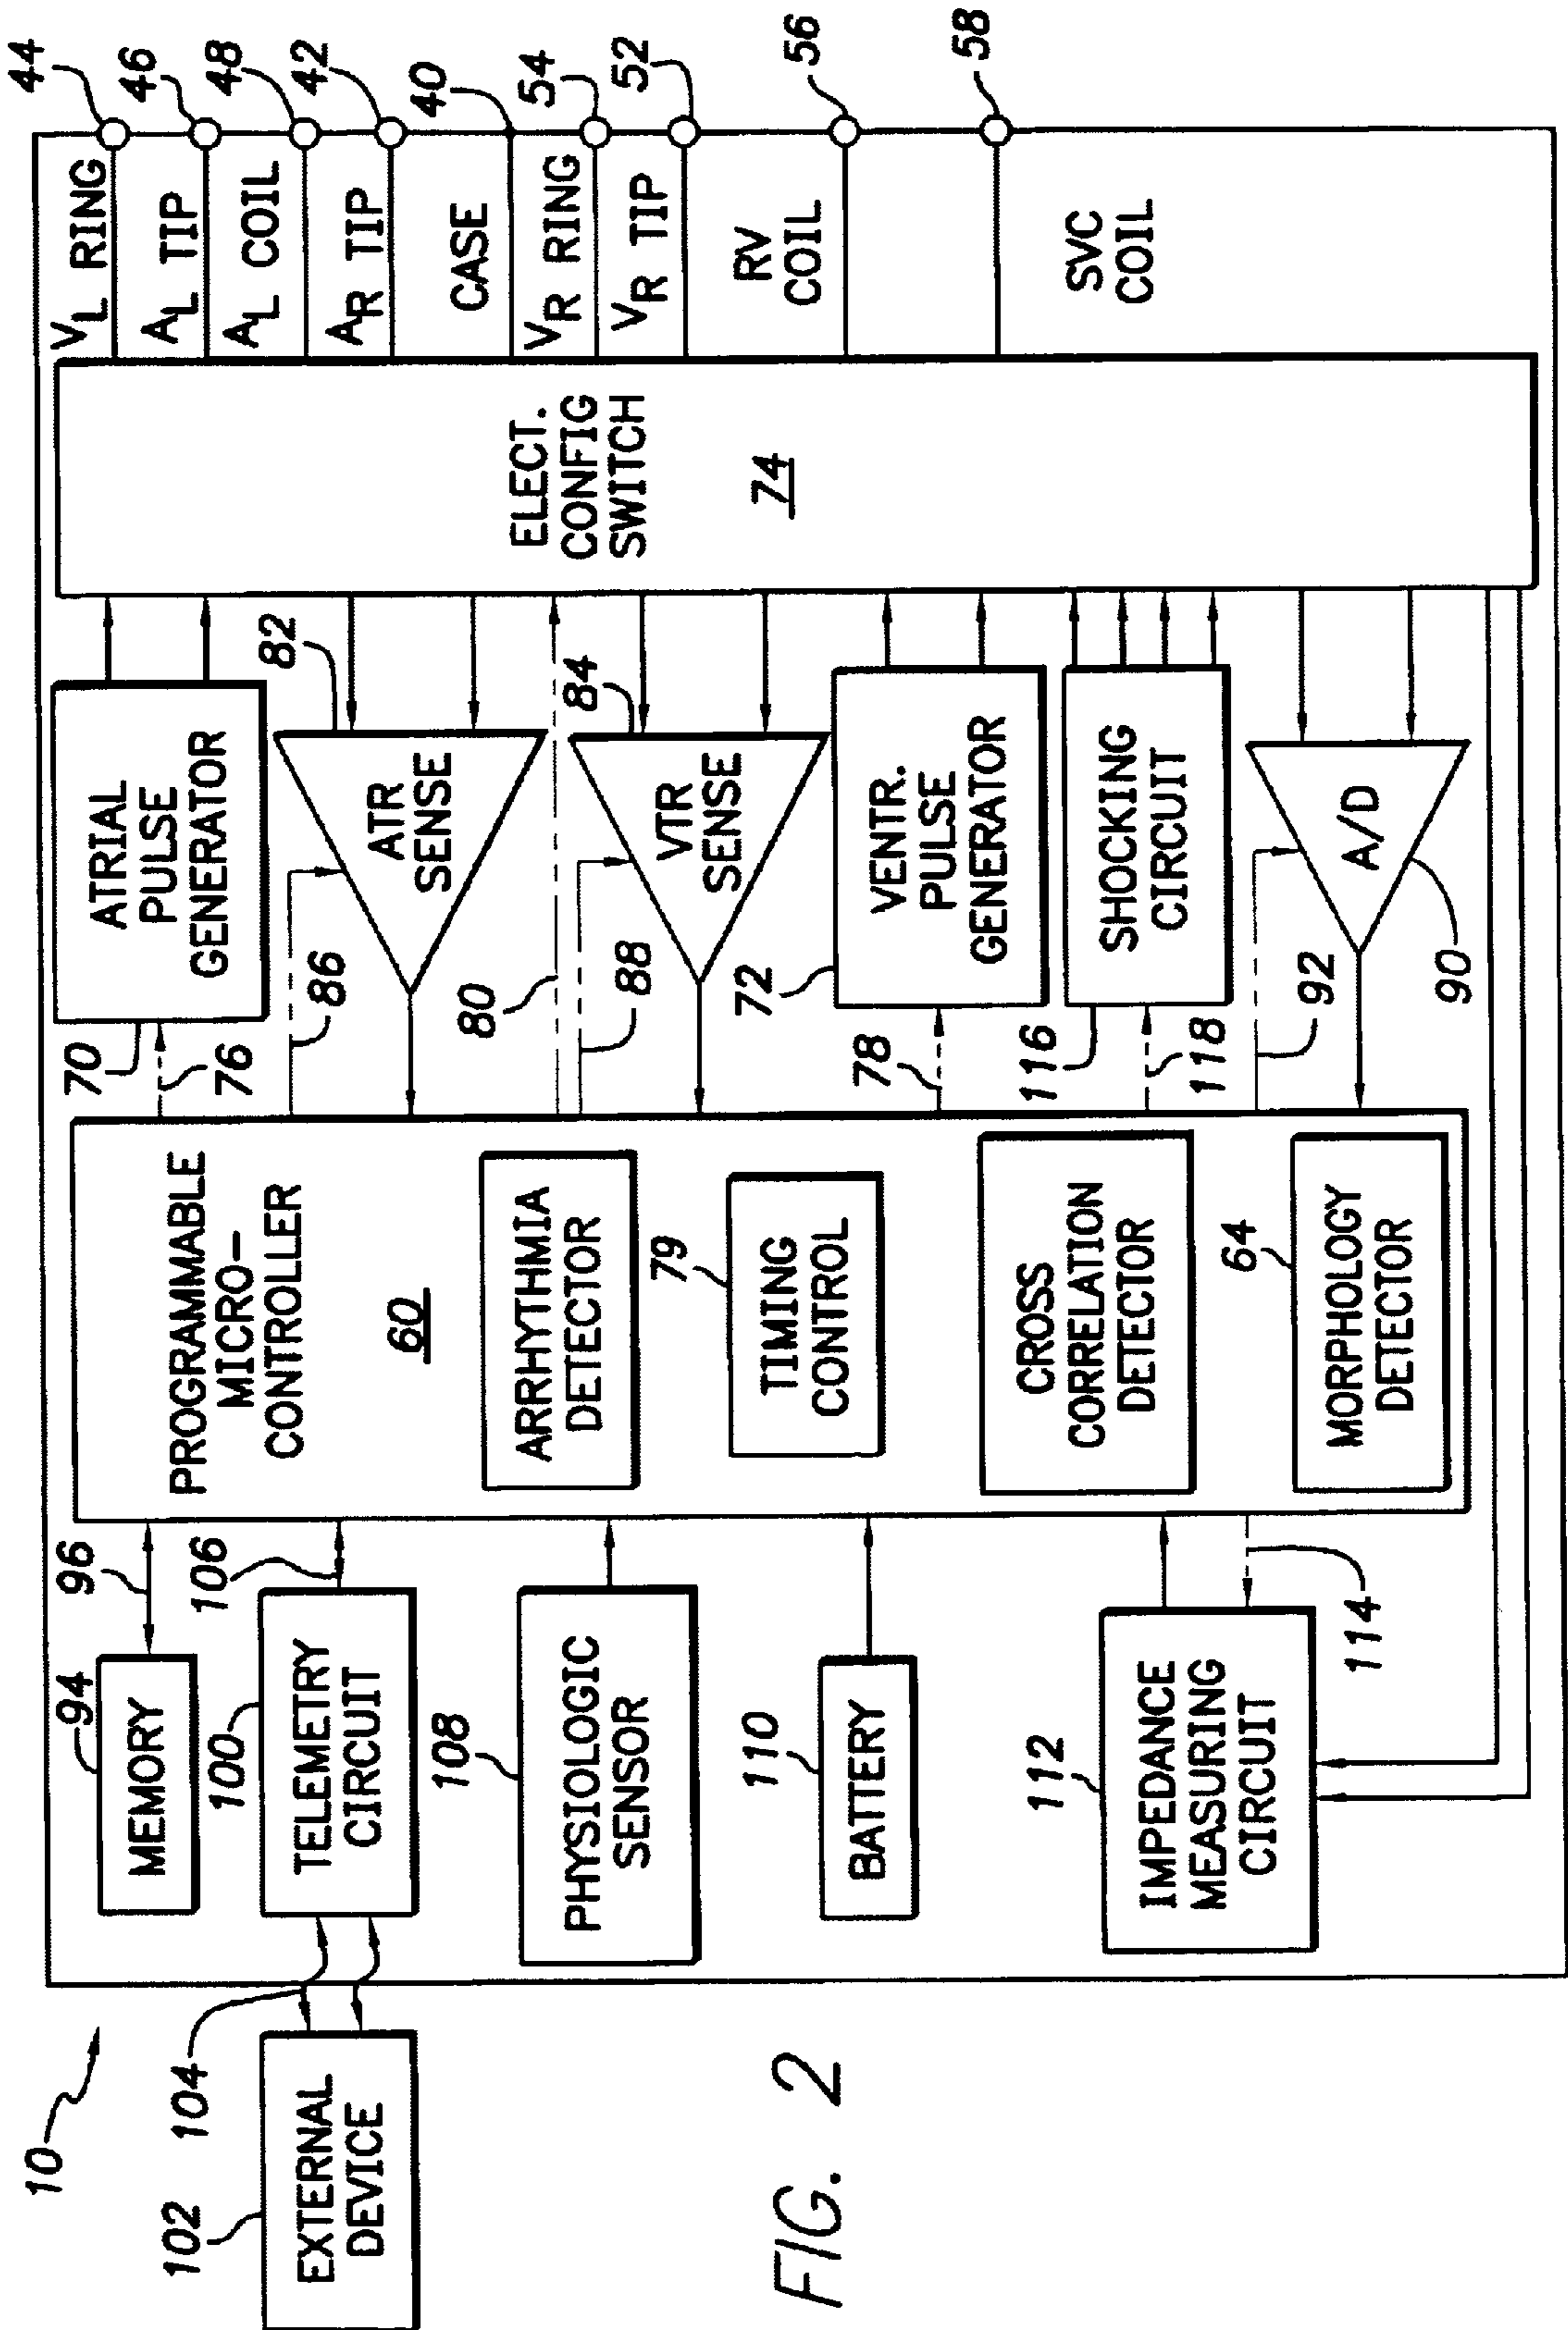 10
102
EXTERNAL
DEVICE
104
94
MEMORY
96
100
TELEMETRY
CIRCUIT
106
108
PHYSIOLOGIC
SENSOR
110
BATTERY
112
IMPEDANCE
MEASURING
CIRCUIT
114
PROGRAMMABLE
MICRO-
CONTROLLER
60
ARRHYTHMIA
DETECTOR
79
TIMING
CONTROL
CROSS
CORRELATION
DETECTOR
64
MORPHOLOGY
DETECTOR
70
76
ATRIAL
PULSE
GENERATOR
86
82
ATR
SENSE
80
84
88
VTR
SENSE
72
78
VENTR.
PULSE
GENERATOR
116
118
SHOCKING
CIRCUIT
92
A/D
90
ELECT.
CONFIG
SWITCH
74
VL RING
44
AL TIP
46
AL COIL
48
AR TIP
42
CASE
40
VR RING
54
VR TIP
52
RV
COIL
56
SVC
COIL
58
FIG. 2